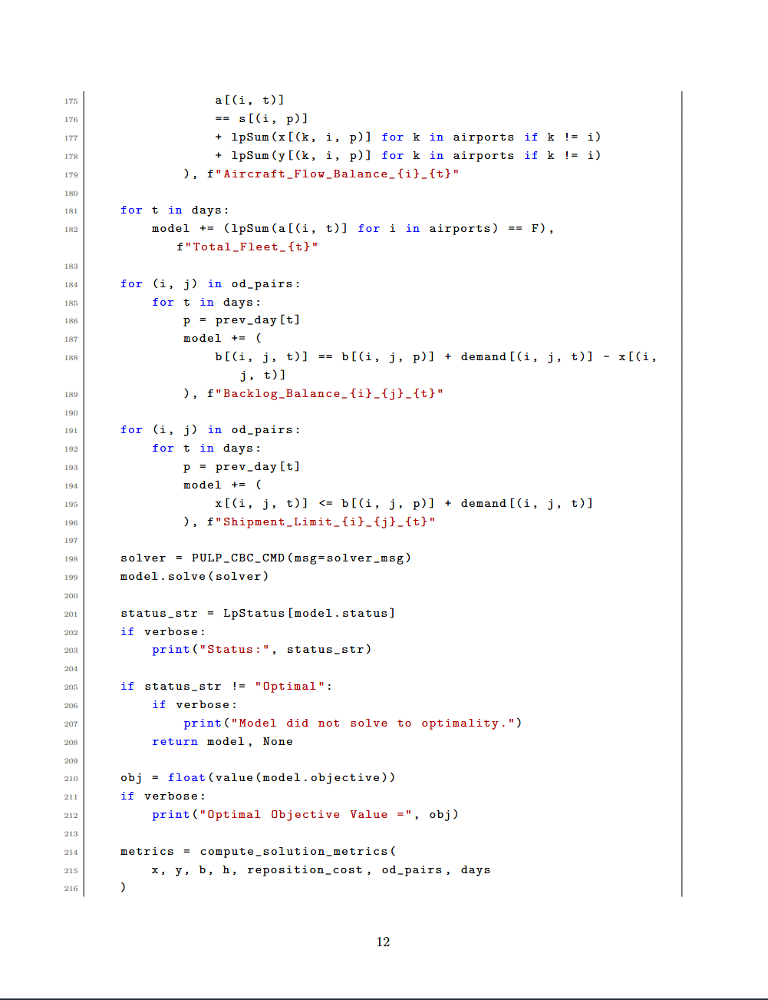 175                 a[(i, t)]
176                 == s[(i, p)]
177                 + lpSum(x[(k, i, p)] for k in airports if k != i)
178                 + lpSum(y[(k, i, p)] for k in airports if k != i)
179             ), f"Aircraft_Flow_Balance_{i}_{t}"
180
181     for t in days:
182         model += (lpSum(a[(i, t)] for i in airports) == F),
            f"Total_Fleet_{t}"
183
184     for (i, j) in od_pairs:
185         for t in days:
186             p = prev_day[t]
187             model += (
188                 b[(i, j, t)] == b[(i, j, p)] + demand[(i, j, t)] - x[(i,
                    j, t)]
189             ), f"Backlog_Balance_{i}_{j}_{t}"
190
191     for (i, j) in od_pairs:
192         for t in days:
193             p = prev_day[t]
194             model += (
195                 x[(i, j, t)] <= b[(i, j, p)] + demand[(i, j, t)]
196             ), f"Shipment_Limit_{i}_{j}_{t}"
197
198     solver = PULP_CBC_CMD(msg=solver_msg)
199     model.solve(solver)
200
201     status_str = LpStatus[model.status]
202     if verbose:
203         print("Status:", status_str)
204
205     if status_str != "Optimal":
206         if verbose:
207             print("Model did not solve to optimality.")
208         return model, None
209
210     obj = float(value(model.objective))
211     if verbose:
212         print("Optimal Objective Value =", obj)
213
214     metrics = compute_solution_metrics(
215         x, y, b, h, reposition_cost, od_pairs, days
216     )
12